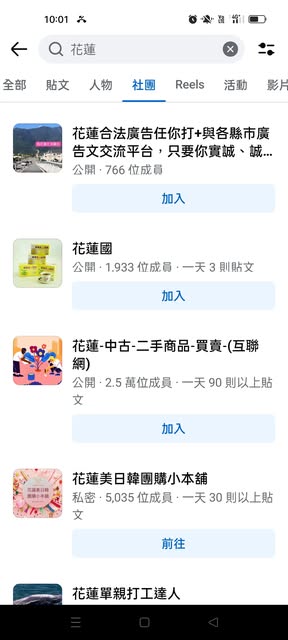 10:01
花蓮
全部 貼文 人物 社團 Reels 活動 影片
花蓮合法廣告任你打+與各縣市廣
告文交流平台，只要你實誠、誠...
公開 · 766 位成員
加入
花蓮國
公開 · 1,933 位成員 · 一天 3 則貼文
加入
花蓮-中古-二手商品-買賣-(互聯
網)
公開 · 2.5 萬位成員 · 一天 90 則以上貼
文
加入
花蓮美日韓團購小本舖
私密 · 5,035 位成員 · 一天 30 則以上貼
文
前往
花蓮單親打工達人